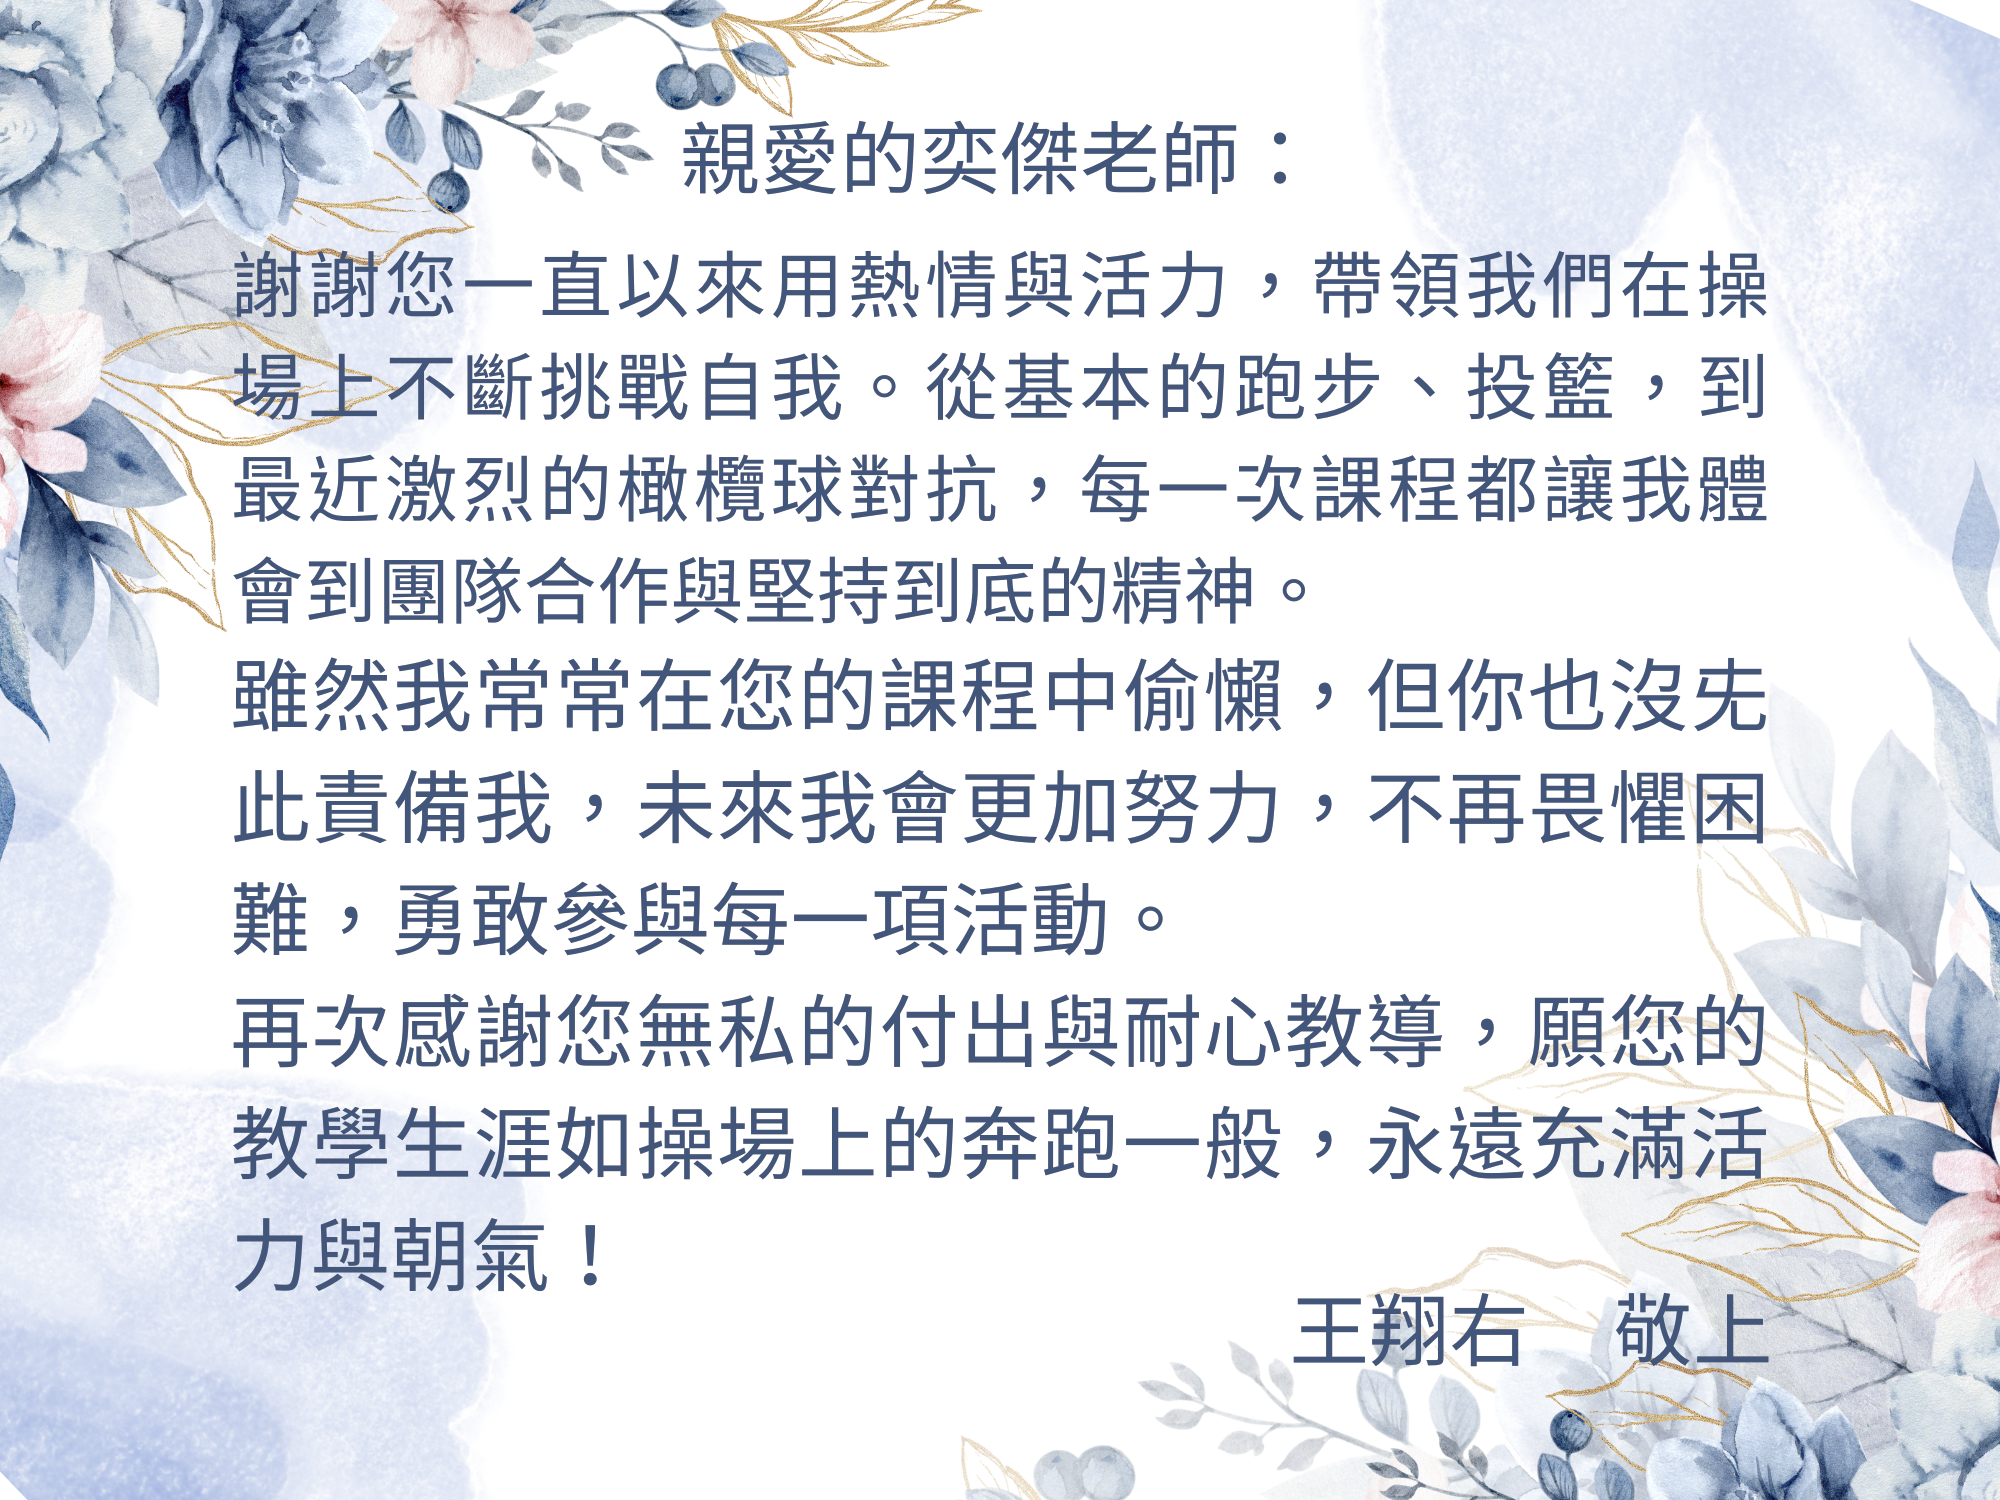 親愛的奕傑老師：
謝謝您一直以來用熱情與活力，帶領我們在操
場上不斷挑戰自我。從基本的跑步、投籃，到
最近激烈的橄欖球對抗，每一次課程都讓我體
會到團隊合作與堅持到底的精神。
雖然我常常在您的課程中偷懶，但你也沒旡
此責備我，未來我會更加努力，不再畏懼困
難，勇敢參與每一項活動。
再次感謝您無私的付出與耐心教導，願您的
教學生涯如操場上的奔跑一般，永遠充滿活
力與朝氣！
王翔右　敬上